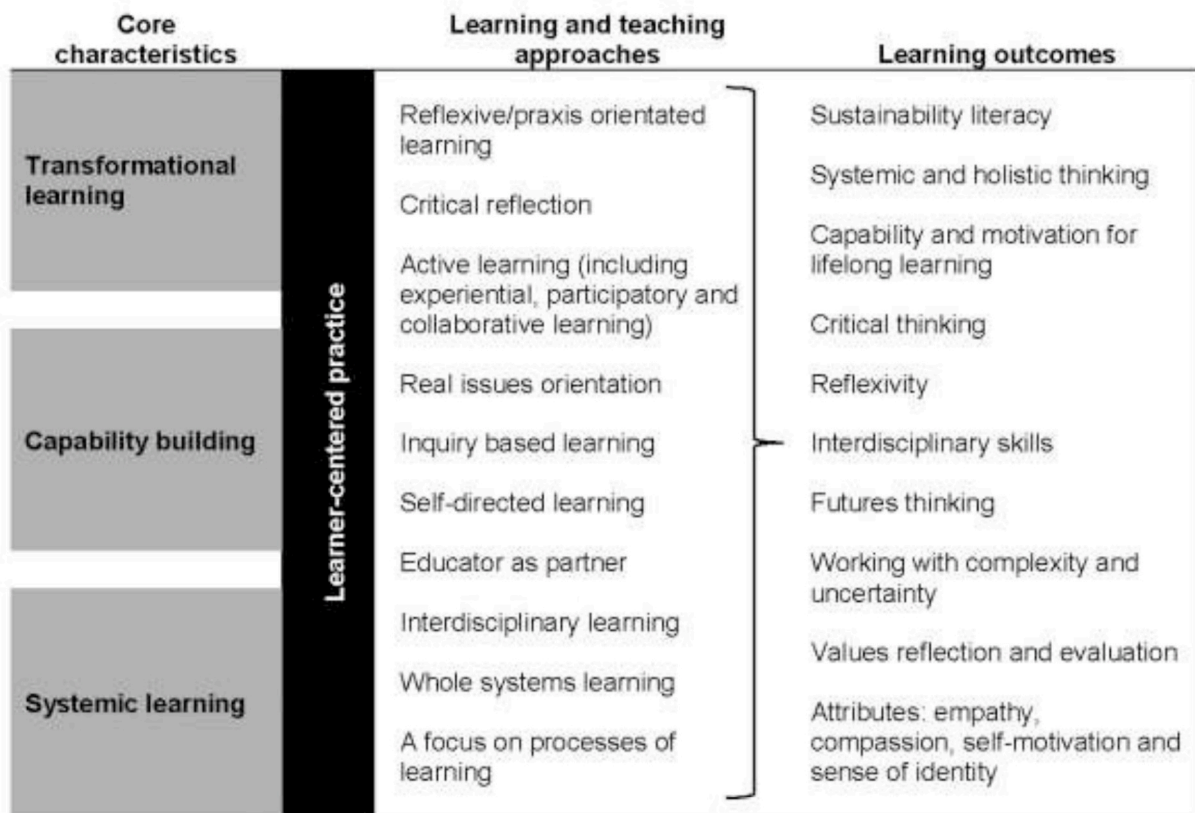 Core
characteristics
Learning and teaching
approaches
Learning outcomes
Transformational
learning
Capability building
Systemic learning
Learner-centered practice
Reflexive/praxis orientated
learning
Critical reflection
Active learning (including
experiential, participatory and
collaborative learning)
Real issues orientation
Inquiry based learning
Self-directed learning
Educator as partner
Interdisciplinary learning
Whole systems learning
A focus on processes of
learning
Sustainability literacy
Systemic and holistic thinking
Capability and motivation for
lifelong learning
Critical thinking
Reflexivity
Interdisciplinary skills
Futures thinking
Working with complexity and
uncertainty
Values reflection and evaluation
Attributes: empathy,
compassion, self-motivation and
sense of identity